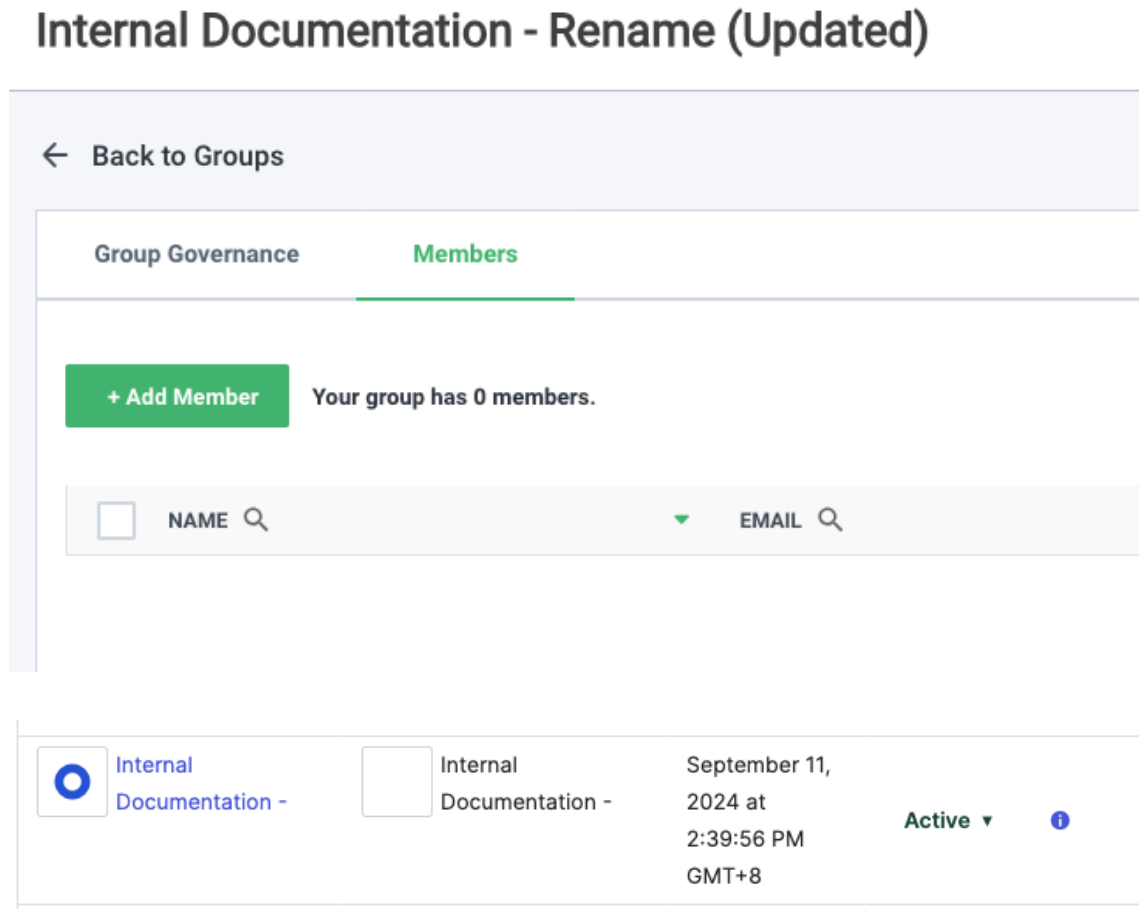 Internal Documentation - Rename (Updated)
← Back to Groups
Group Governance Members
+ Add Member Your group has 0 members.
NAME EMAIL
Internal Internal September 11,
Documentation - Documentation - 2024 at
Active ▼
2:39:56 PM
GMT+8